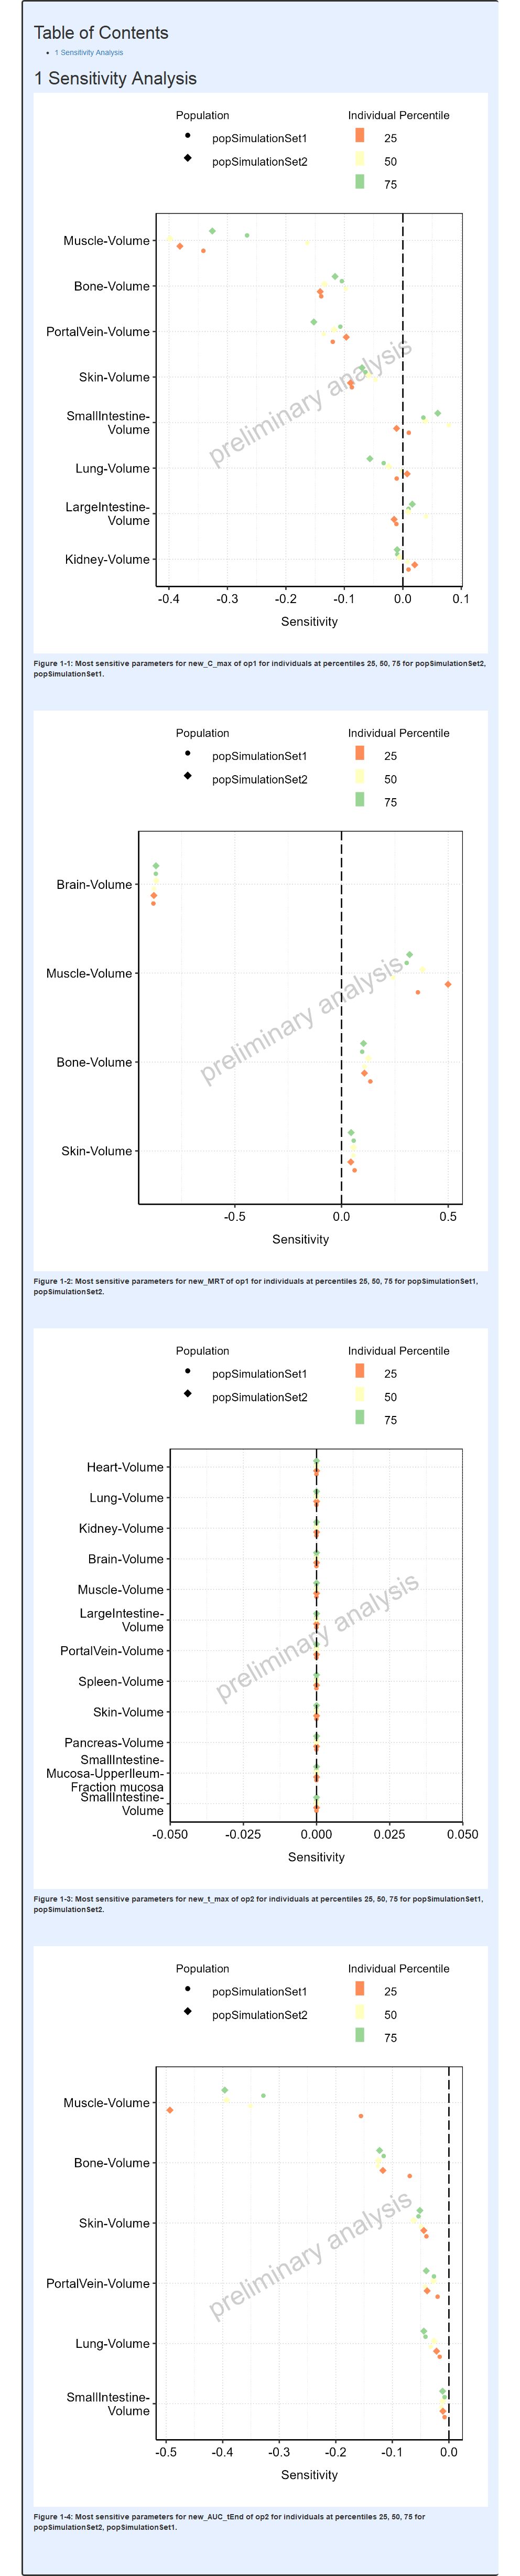 Table of Contents
1 Sensitivity Analysis
1 Sensitivity Analysis
Population
popSimulationSet1
popSimulationSet2
Individual Percentile
25
50
75
Muscle-Volume
Bone-Volume
PortalVein-Volume
Skin-Volume
SmallIntestine-
Volume
Lung-Volume
LargeIntestine-
Volume
Kidney-Volume
preliminary analysis
-0.4 -0.3 -0.2 -0.1 0.0 0.1
Sensitivity
Figure 1-1: Most sensitive parameters for new_C_max of op1 for individuals at percentiles 25, 50, 75 for popSimulationSet2,
popSimulationSet1.
Population
popSimulationSet1
popSimulationSet2
Individual Percentile
25
50
75
Brain-Volume
Muscle-Volume
Bone-Volume
Skin-Volume
preliminary analysis
-0.5 0.0 0.5
Sensitivity
Figure 1-2: Most sensitive parameters for new_MRT of op1 for individuals at percentiles 25, 50, 75 for popSimulationSet1,
popSimulationSet2.
Population
popSimulationSet1
popSimulationSet2
Individual Percentile
25
50
75
Heart-Volume
Lung-Volume
Kidney-Volume
Brain-Volume
Muscle-Volume
LargeIntestine-
Volume
PortalVein-Volume
Spleen-Volume
Skin-Volume
Pancreas-Volume
SmallIntestine-
Mucosa-UpperIleum-
Fraction mucosa
SmallIntestine-
Volume
preliminary analysis
-0.050 -0.025 0.000 0.025 0.050
Sensitivity
Figure 1-3: Most sensitive parameters for new_t_max of op2 for individuals at percentiles 25, 50, 75 for popSimulationSet1,
popSimulationSet2.
Population
popSimulationSet1
popSimulationSet2
Individual Percentile
25
50
75
Muscle-Volume
Bone-Volume
Skin-Volume
PortalVein-Volume
Lung-Volume
SmallIntestine-
Volume
preliminary analysis
-0.5 -0.4 -0.3 -0.2 -0.1 0.0
Sensitivity
Figure 1-4: Most sensitive parameters for new_AUC_tEnd of op2 for individuals at percentiles 25, 50, 75 for
popSimulationSet2, popSimulationSet1.